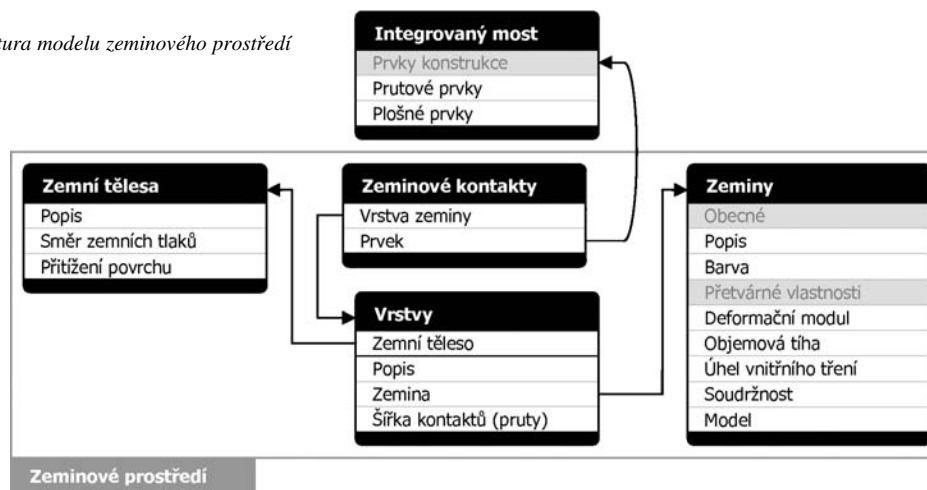 tura modelu zeminového prostředí
Integrovaný most
Prvky konstrukce
Prutové prvky
Plošné prvky
Zemní tělesa
Popis
Směr zemních tlaků
Přitížení povrchu
Zeminové kontakty
Vrstva zeminy
Prvek
Vrstvy
Zemní těleso
Popis
Zemina
Šířka kontaktů (pruty)
Zeminy
Obecné
Popis
Barva
Přetvárné vlastnosti
Deformační modul
Objemová tíha
Úhel vnitřního tření
Soudržnost
Model
Zeminové prostředí